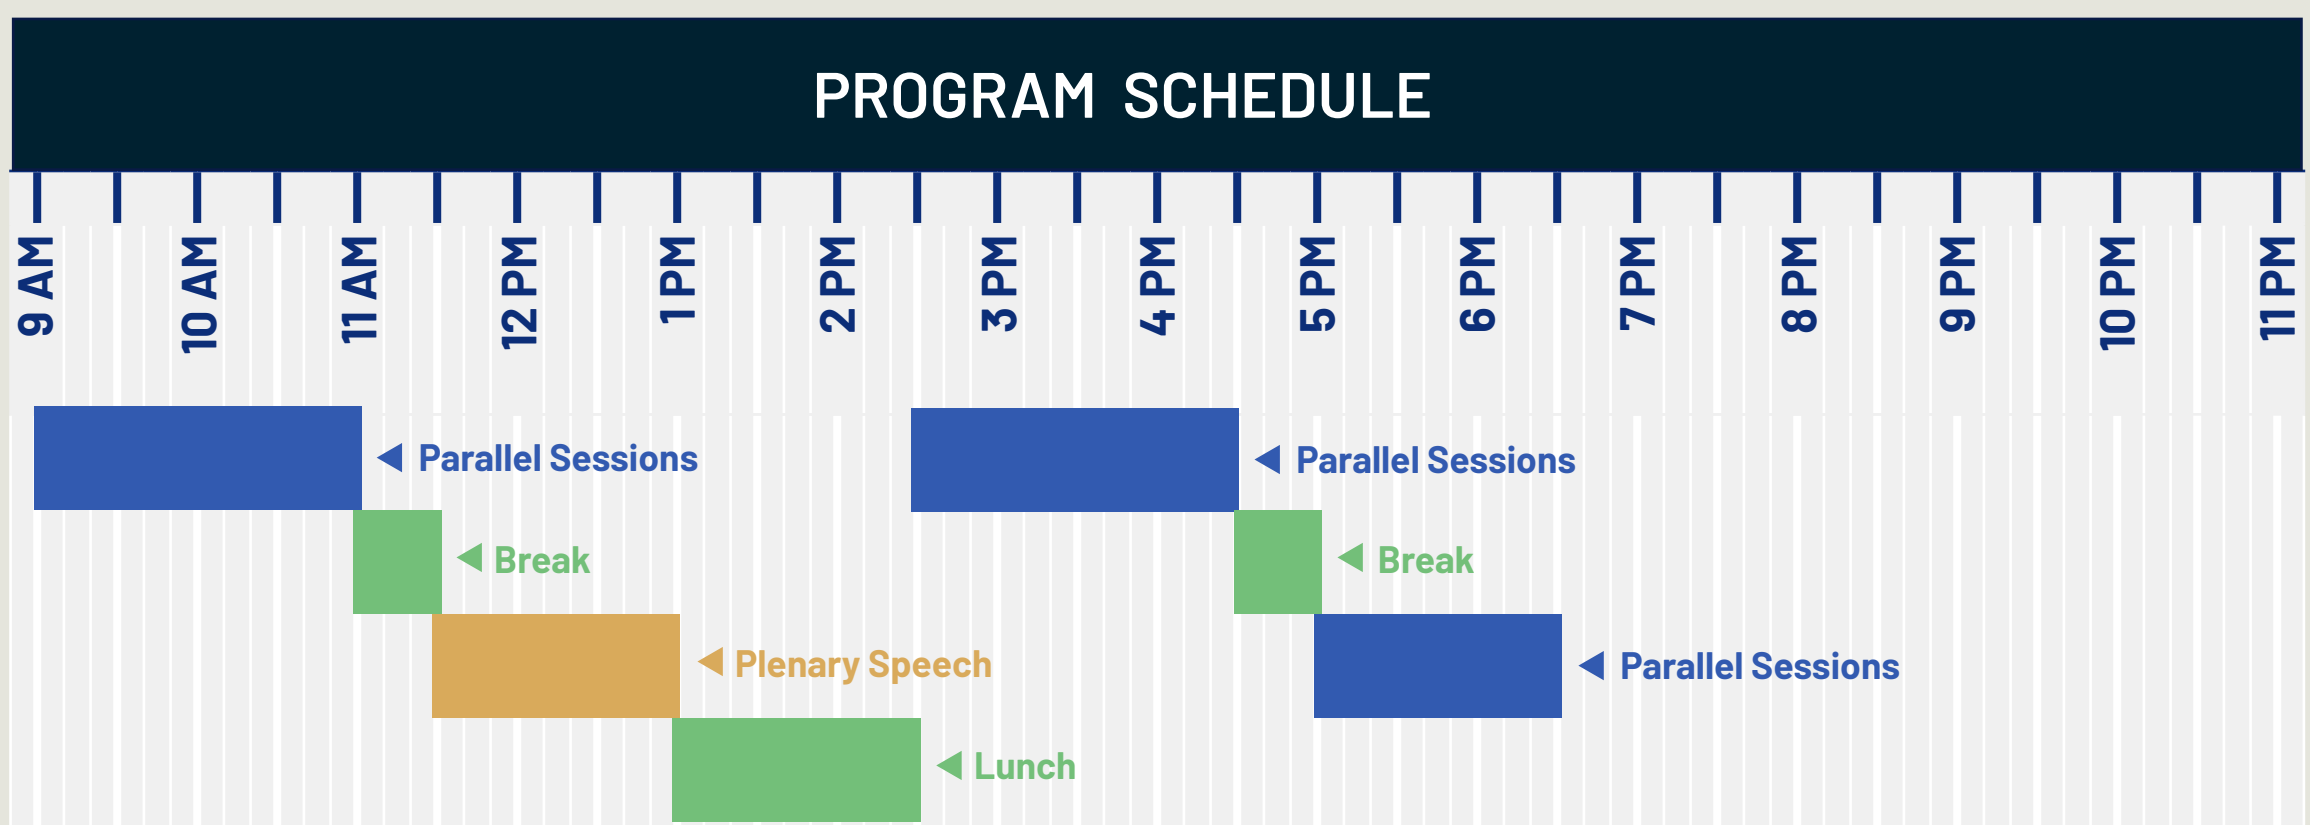 PROGRAM SCHEDULE
9 AM
10 AM
11 AM
12 PM
1 PM
2 PM
3 PM
4 PM
5 PM
6 PM
7 PM
8 PM
9 PM
10 PM
11 PM
Parallel Sessions
Parallel Sessions
Break
Break
Plenary Speech
Parallel Sessions
Lunch